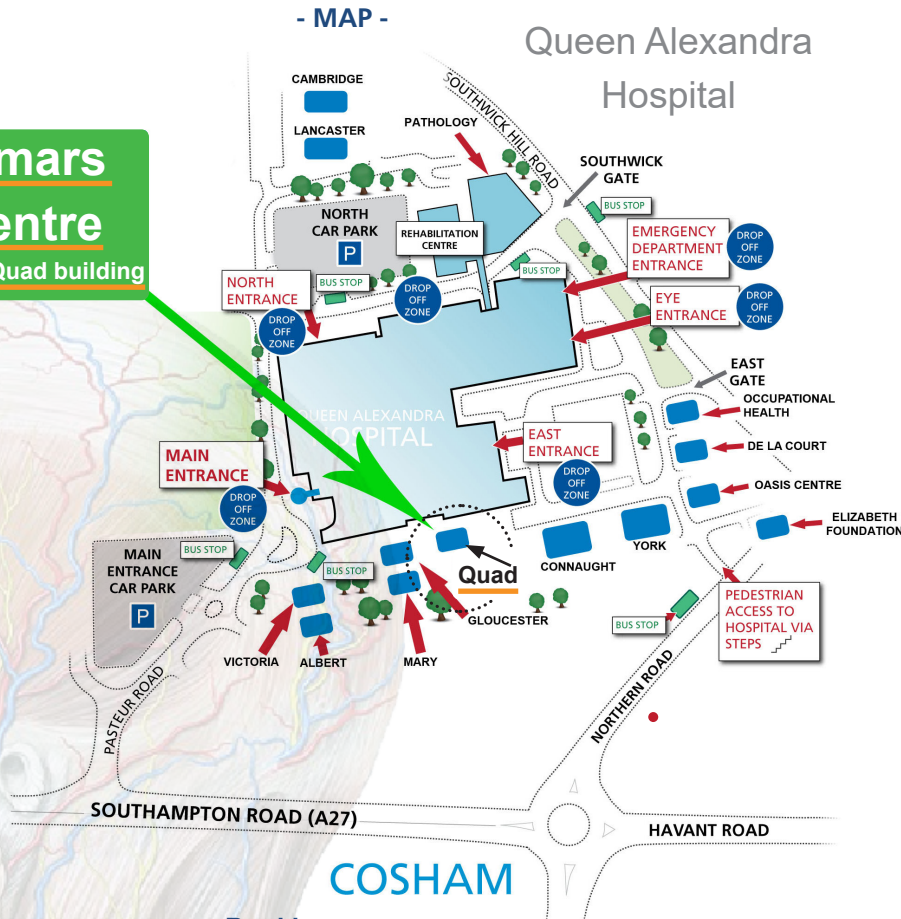 - MAP -
Queen Alexandra
Hospital
CAMBRIDGE
LANCASTER
PATHOLOGY
SOUTHWICK HILL ROAD
SOUTHWICK
GATE
BUS STOP
mars
entre
Quad building
NORTH
CAR PARK
P
REHABILITATION
CENTRE
EMERGENCY
DEPARTMENT
ENTRANCE
DROP
OFF
ZONE
BUS STOP
BUS STOP
NORTH
ENTRANCE
DROP
OFF
ZONE
DROP
OFF
ZONE
EYE
ENTRANCE
DROP
OFF
ZONE
EAST
GATE
OCCUPATIONAL
HEALTH
QUEEN ALEXANDRA
HOSPITAL
EAST
ENTRANCE
DROP
OFF
ZONE
DE LA COURT
MAIN
ENTRANCE
DROP
OFF
ZONE
OASIS CENTRE
ELIZABETH
FOUNDATION
MAIN
ENTRANCE
CAR PARK
P
BUS STOP
BUS STOP
Quad
CONNAUGHT
YORK
GLOUCESTER
PEDESTRIAN
ACCESS TO
HOSPITAL VIA
STEPS
BUS STOP
VICTORIA
ALBERT
MARY
PASTEUR ROAD
NORTHERN ROAD
SOUTHAMPTON ROAD (A27)
HAVANT ROAD
COSHAM